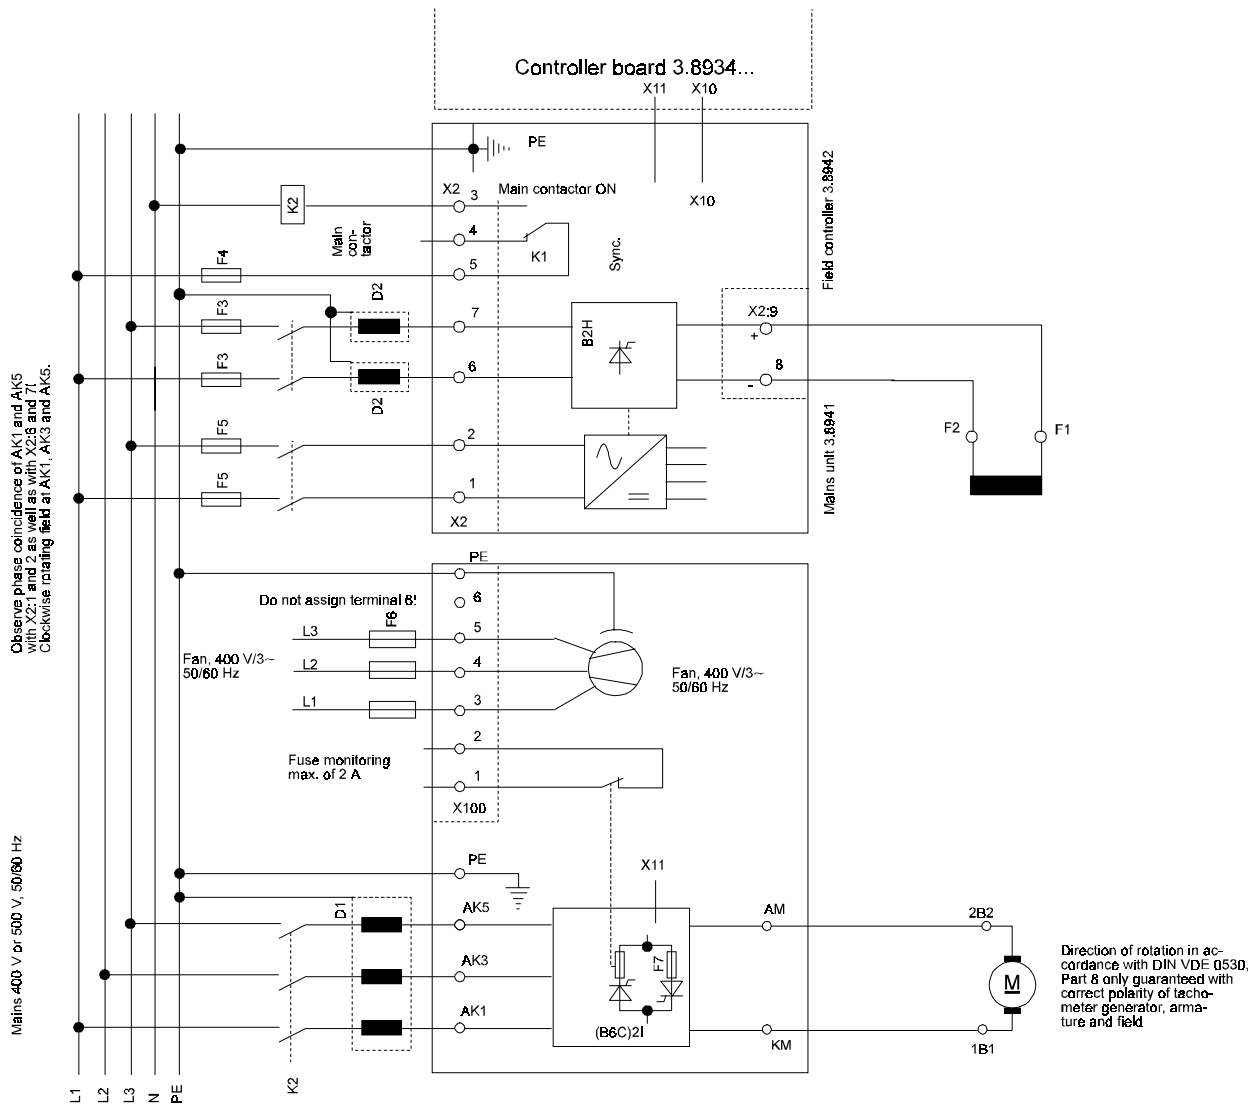 Controller board 3.8934...
X11
X10
PE
X2
3
Main contactor ON
X10
K2
Main
con-
tactor
4
K1
Sync.
Field controller 3.8942
F4
5
D2
F3
7
B2H
X2:9
+
F3
6
8
-
D2
Mains unit 3.8941
F5
2
F2
F1
F5
1
X2
Observe phase coincidence of AK1 and AK5
with X2:1 and 2 as well as with X2:6 and 7!
Clockwise rotating field at AK1, AK3 and AK5.
PE
Do not assign terminal 6!
6
F6
L3
5
Fan, 400 V/3~
50/60 Hz
L2
4
Fan, 400 V/3~
50/60 Hz
L1
3
2
Fuse monitoring
max. of 2 A
1
X100
Mains 400 V or 500 V, 50/60 Hz
PE
X11
D1
AK5
AM
2B2
AK3
F7
M
Direction of rotation in ac-
cordance with DIN VDE 0530,
Part 8 only guaranteed with
correct polarity of tacho-
meter generator, arma-
ture and field
AK1
(B6C)2I
KM
1B1
K2
L1
L2
L3
N
PE